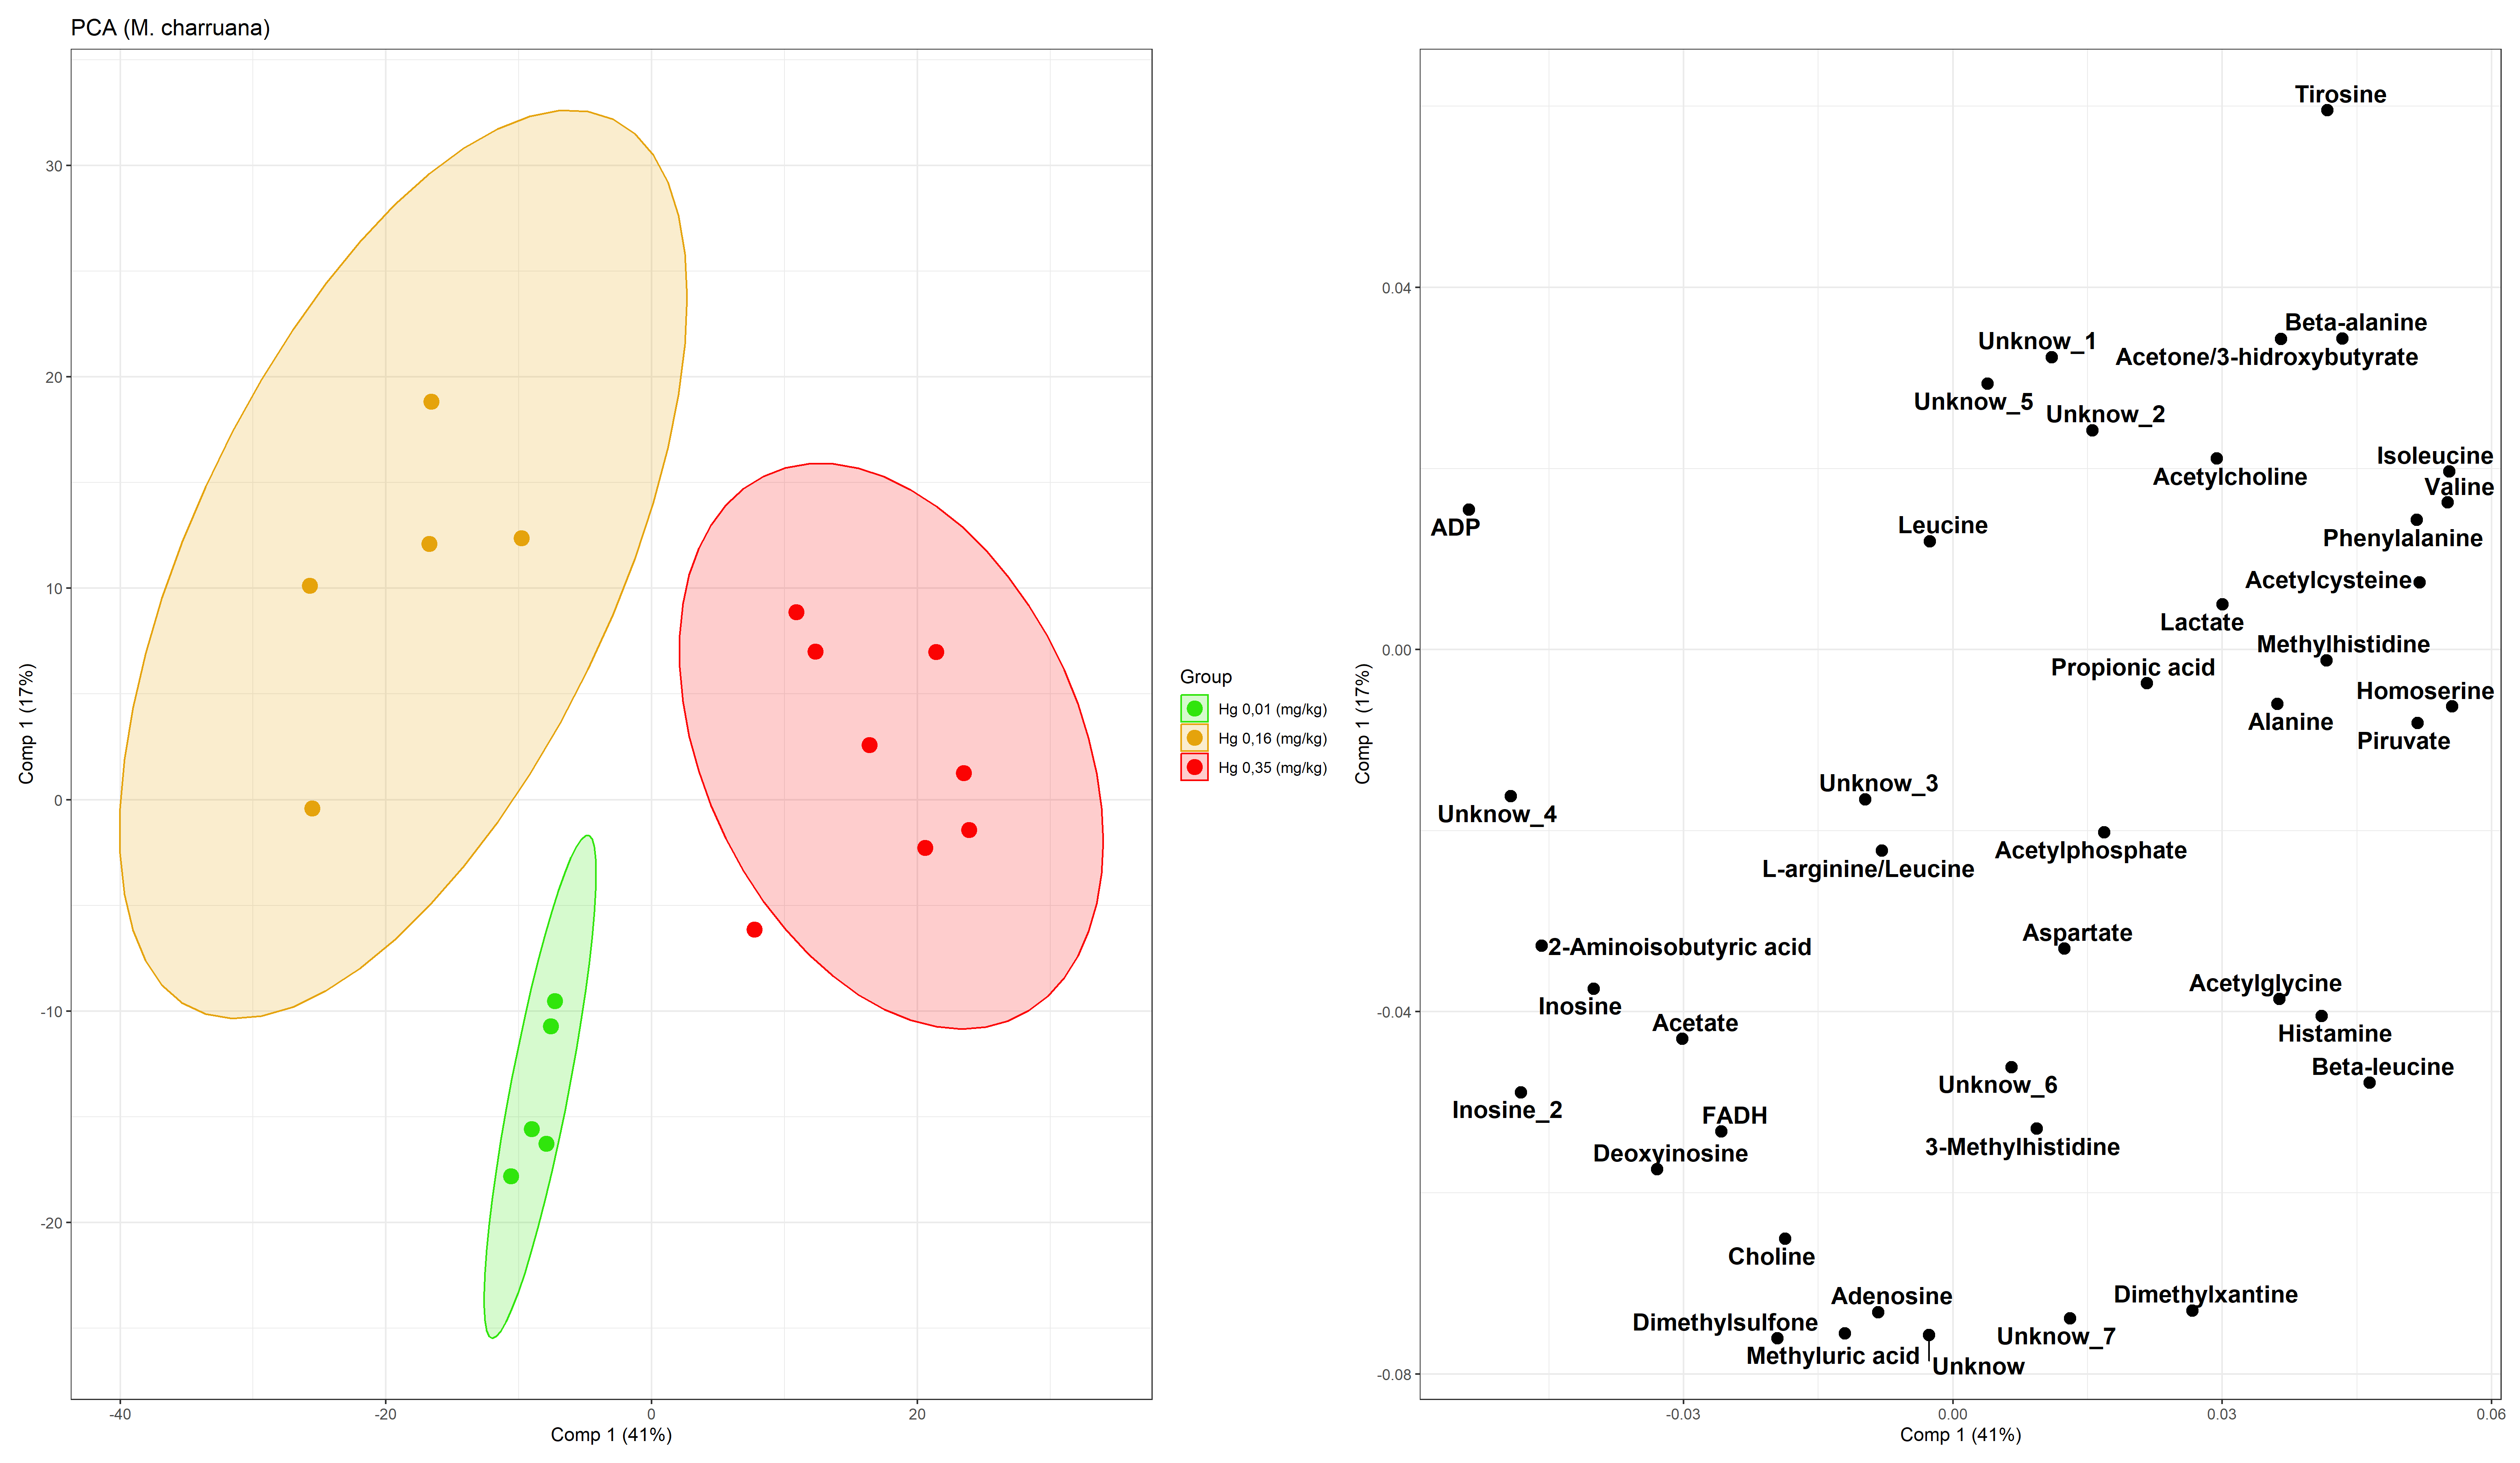 PCA (M. charruana)
30
20
10
0
-10
-20
-40
-20
0
20
Comp 1 (17%)
Comp 1 (41%)
Group
Hg 0,01 (mg/kg)
Hg 0,16 (mg/kg)
Hg 0,35 (mg/kg)
Comp 1 (17%)
0.04
0.00
-0.04
-0.08
-0.03
0.00
0.03
0.06
Comp 1 (41%)
Tirosine
Beta-alanine
Unknow_1
Acetone/3-hidroxybutyrate
Unknow_5
Unknow_2
Isoleucine
Acetylcholine
Valine
ADP
Leucine
Phenylalanine
Acetylcysteine
Lactate
Methylhistidine
Propionic acid
Homoserine
Alanine
Piruvate
Unknow_3
Unknow_4
Acetylphosphate
L-arginine/Leucine
Aspartate
2-Aminoisobutyric acid
Acetylglycine
Inosine
Acetate
Histamine
Beta-leucine
Unknow_6
Inosine_2
FADH
3-Methylhistidine
Deoxyinosine
Choline
Adenosine
Dimethylxantine
Dimethylsulfone
Unknow_7
Methyluric acid
Unknow